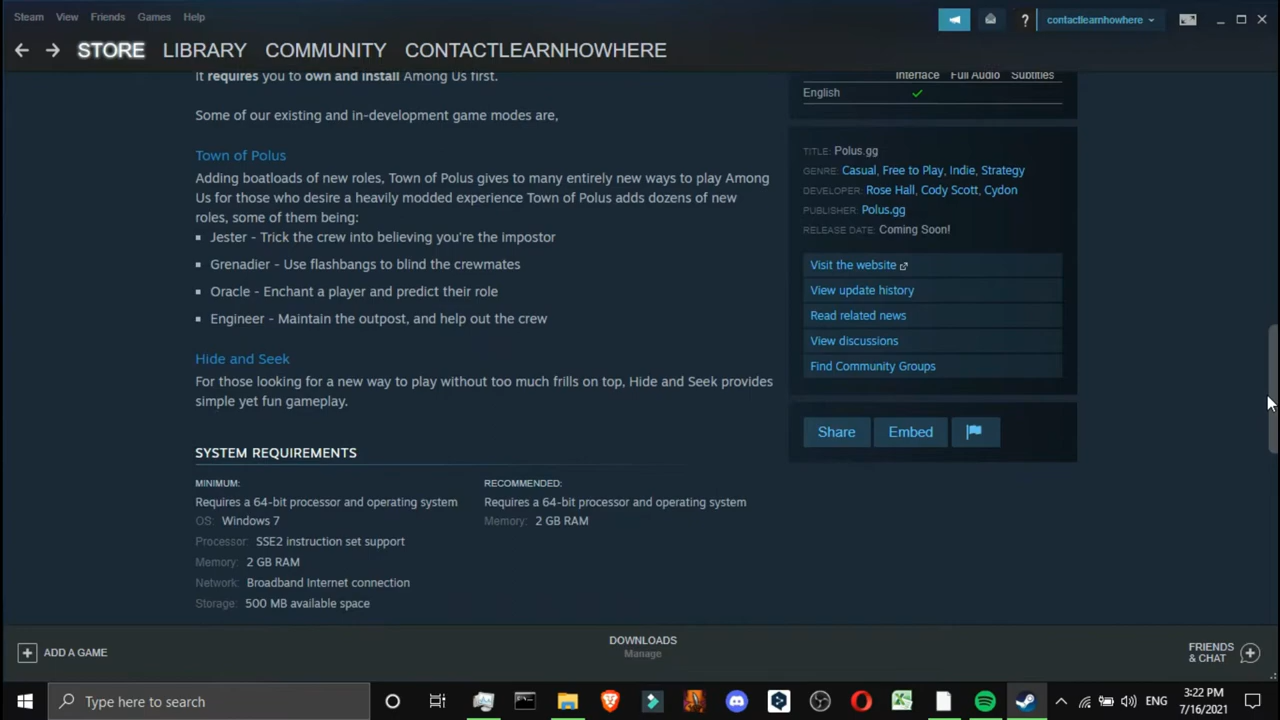 Steam View Friends Games Help
? contactlearnhowhere
STORE LIBRARY COMMUNITY CONTACTLEARNHOWHERE
It requires you to own and install Among Us first.
Some of our existing and in-development game modes are,
Town of Polus
Adding boatloads of new roles, Town of Polus gives to many entirely new ways to play Among
Us for those who desire a heavily modded experience Town of Polus adds dozens of new
roles, some of them being:
▪ Jester - Trick the crew into believing you're the impostor
▪ Grenadier - Use flashbangs to blind the crewmates
▪ Oracle - Enchant a player and predict their role
▪ Engineer - Maintain the outpost, and help out the crew
Hide and Seek
For those looking for a new way to play without too much frills on top, Hide and Seek provides
simple yet fun gameplay.
SYSTEM REQUIREMENTS
MINIMUM:
Requires a 64-bit processor and operating system
OS: Windows 7
Processor: SSE2 instruction set support
Memory: 2 GB RAM
Network: Broadband Internet connection
Storage: 500 MB available space
RECOMMENDED:
Requires a 64-bit processor and operating system
Memory: 2 GB RAM
Interface Full Audio Subtitles
English
TITLE: Polus.gg
GENRE: Casual, Free to Play, Indie, Strategy
DEVELOPER: Rose Hall, Cody Scott, Cydon
PUBLISHER: Polus.gg
RELEASE DATE: Coming Soon!
Visit the website
View update history
Read related news
View discussions
Find Community Groups
Share Embed
ADD A GAME
DOWNLOADS
Manage
FRIENDS
& CHAT
Type here to search
ENG
3:22 PM
7/16/2021